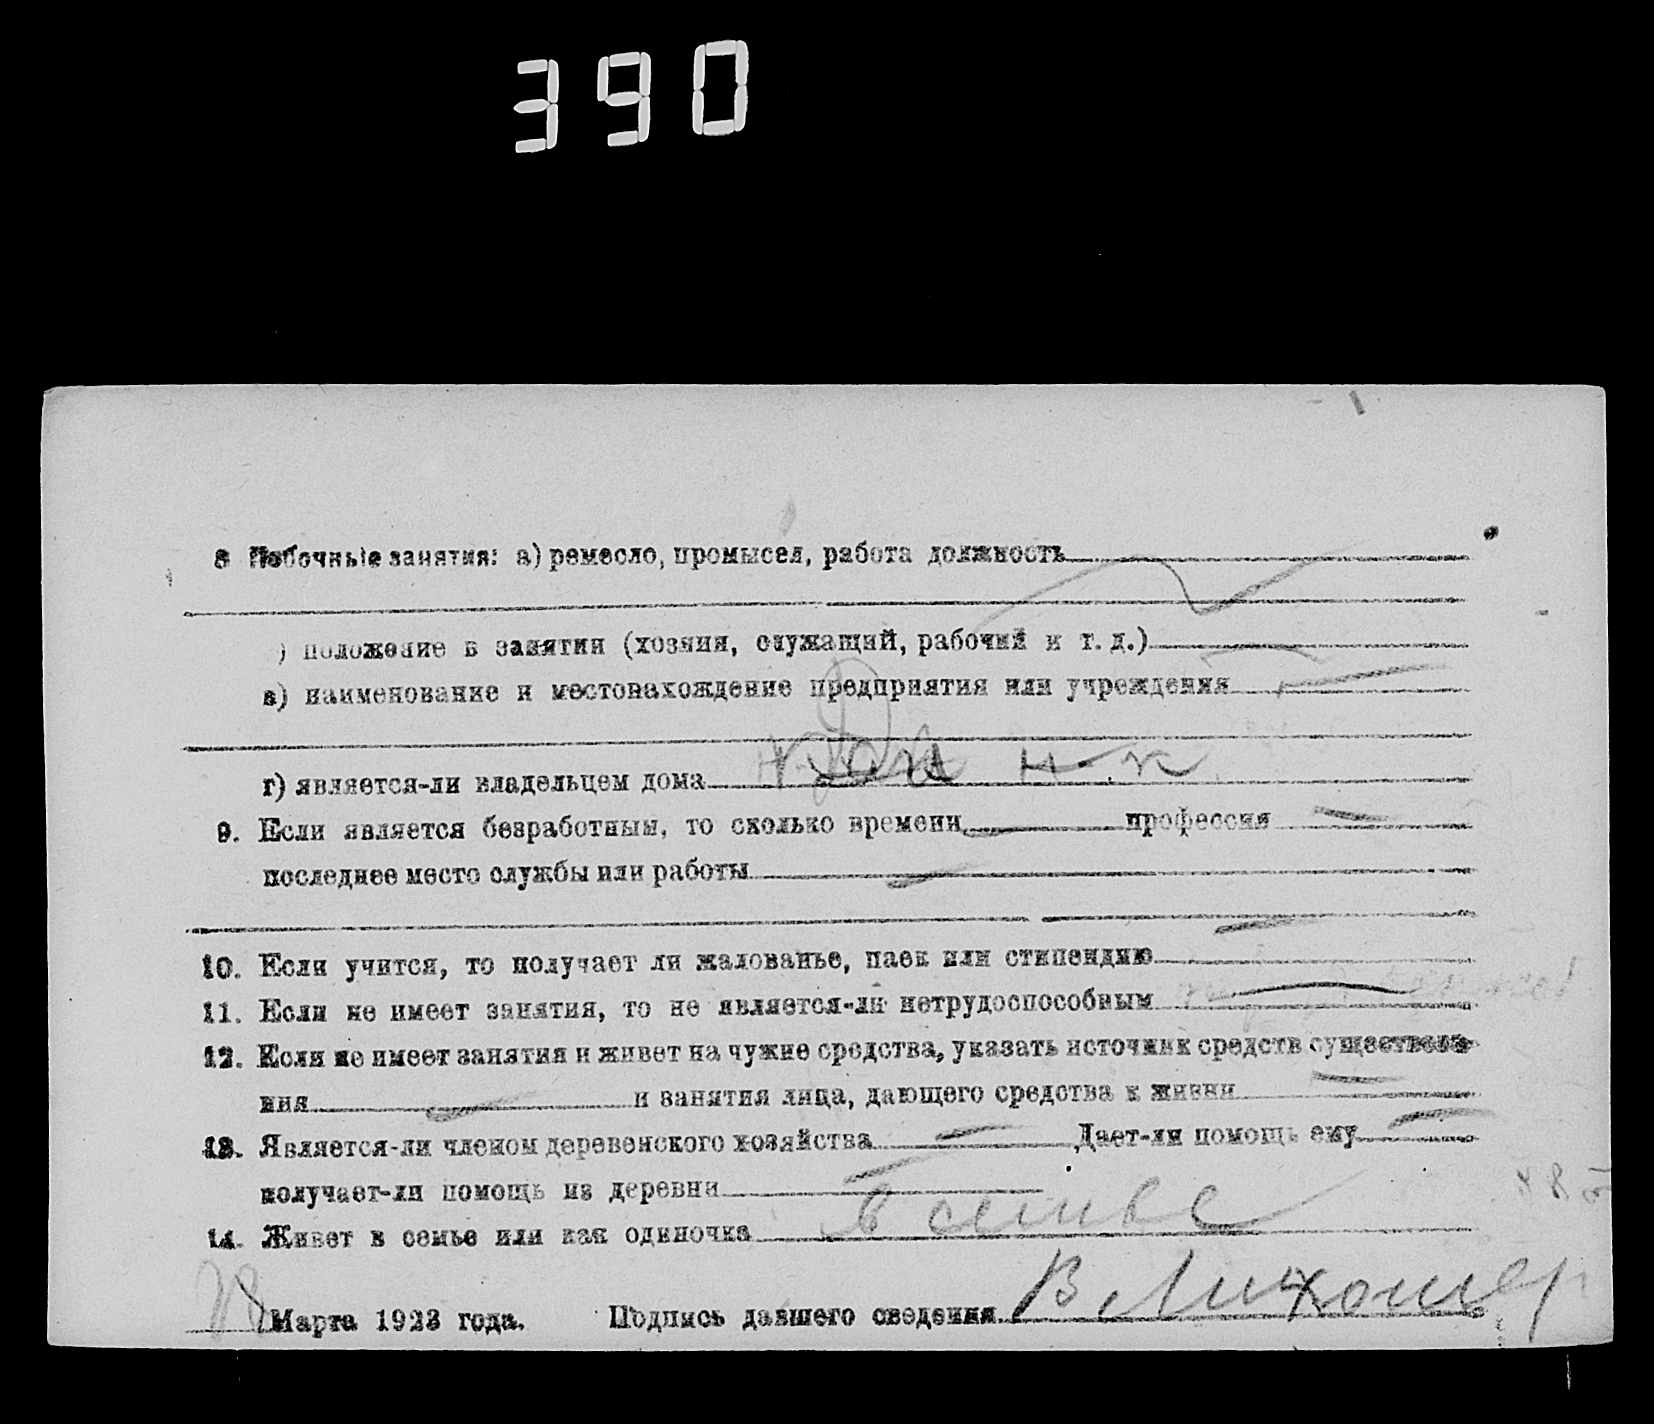 390
8 Побочные занятия: а) ремесло, промысел, работа должность
) положение в занятии (хозяин, служащий, рабочий и т. д.)
в) наименование и местонахождение предприятия или учреждения
г) является-ли владельцем дома
9. Если является безработным, то сколько времени профессия
последнее место службы или работы
10. Если учится, то получает ли жалованье, паек или стипендию
11. Если не имеет занятия, то не является-ли нетрудоспособным
12. Если не имеет занятия и живет на чужие средства, указать источник средств существова-
ния и занятия лица, дающего средства к жизни
13. Является-ли членом деревенского хозяйства Дает-ли помощь ему
получает-ли помощь из деревни
14. Живет в семье или как одиночка в семье
Марта 1923 года. Подпись давшего сведения В. Лихошер